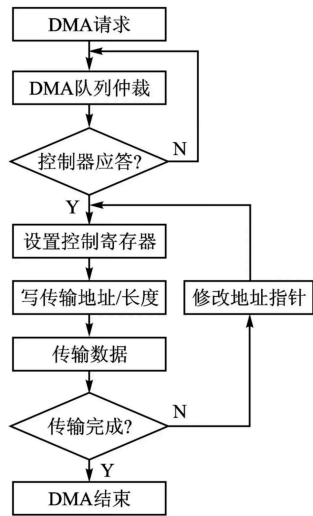 DMA请求
DMA队列仲裁
控制器应答?
N
Y
设置控制寄存器
写传输地址/长度
修改地址指针
传输数据
传输完成?
N
Y
DMA结束